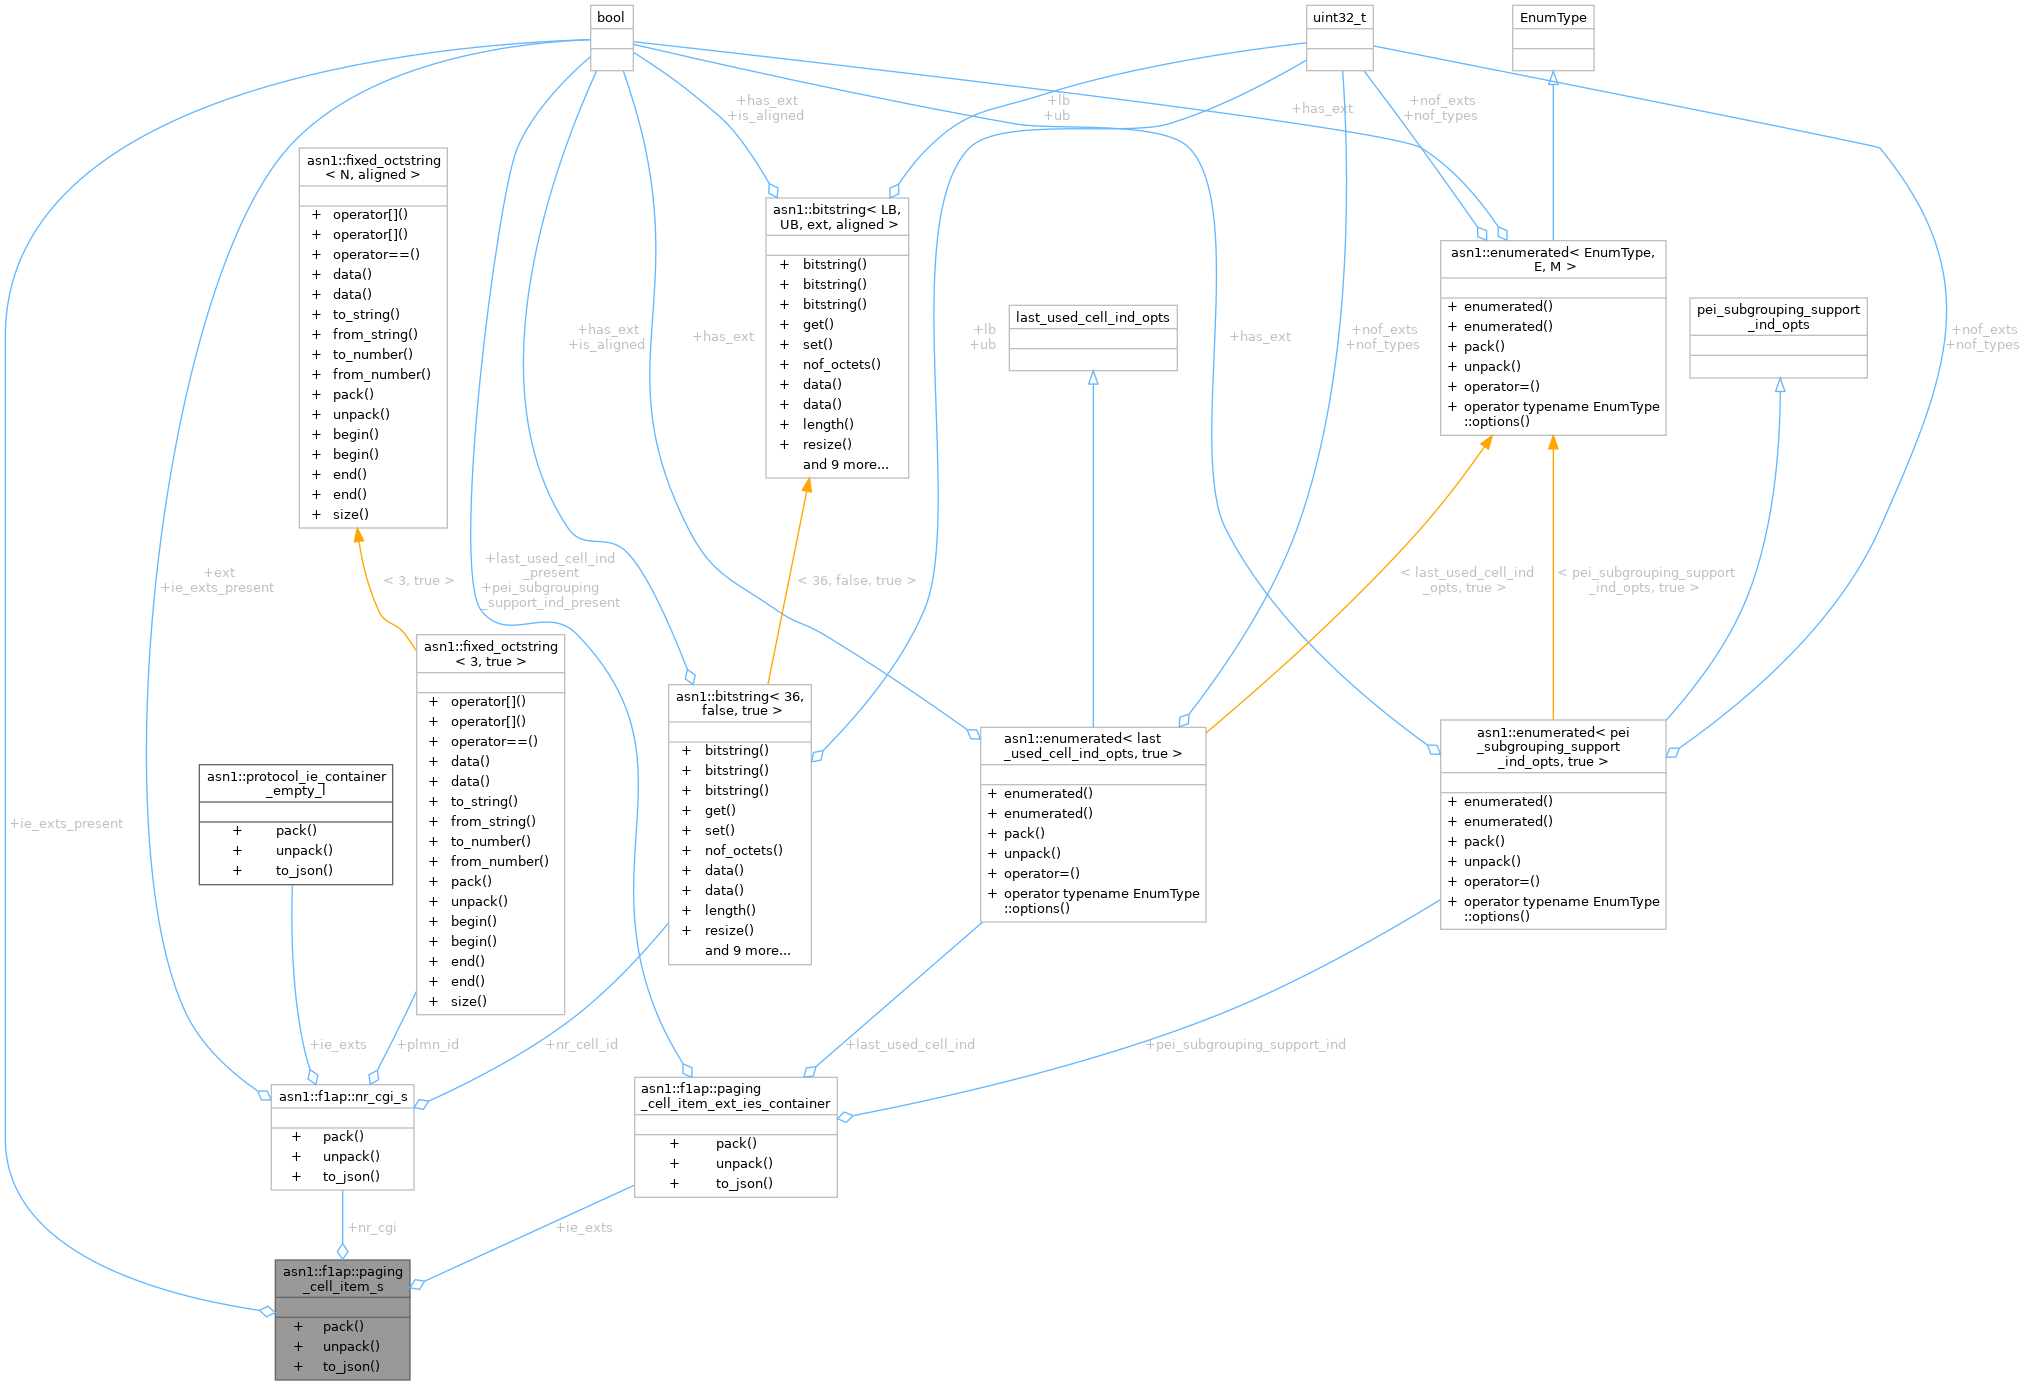 bool
uint32_t
EnumType
+has_ext
+is_aligned
+lb
+ub
+has_ext
+nof_exts
+nof_types
asn1::fixed_octstring
< N, aligned >
+ operator[]()
+ operator[]()
+ operator==()
+ data()
+ data()
+ to_string()
+ from_string()
+ to_number()
+ from_number()
+ pack()
+ unpack()
+ begin()
+ begin()
+ end()
+ end()
+ size()
asn1::bitstring< LB,
UB, ext, aligned >
+ bitstring()
+ bitstring()
+ bitstring()
+ get()
+ set()
+ nof_octets()
+ data()
+ data()
+ length()
+ resize()
and 9 more...
asn1::enumerated< EnumType,
E, M >
+ enumerated()
+ enumerated()
+ pack()
+ unpack()
+ operator=()
+ operator typename EnumType
::options()
last_used_cell_ind_opts
pei_subgrouping_support
_ind_opts
+has_ext
+is_aligned
+has_ext
+lb
+ub
+has_ext
+nof_exts
+nof_types
+nof_exts
+nof_types
+ext
+ie_exts_present
< 3, true >
+last_used_cell_ind
_present
+pei_subgrouping
_support_ind_present
< 36, false, true >
< last_used_cell_ind
_opts, true >
< pei_subgrouping_support
_ind_opts, true >
asn1::fixed_octstring
< 3, true >
+ operator[]()
+ operator[]()
+ operator==()
+ data()
+ data()
+ to_string()
+ from_string()
+ to_number()
+ from_number()
+ pack()
+ unpack()
+ begin()
+ begin()
+ end()
+ end()
+ size()
asn1::bitstring< 36,
false, true >
+ bitstring()
+ bitstring()
+ bitstring()
+ get()
+ set()
+ nof_octets()
+ data()
+ data()
+ length()
+ resize()
and 9 more...
asn1::enumerated< last
_used_cell_ind_opts, true >
+ enumerated()
+ enumerated()
+ pack()
+ unpack()
+ operator=()
+ operator typename EnumType
::options()
asn1::enumerated< pei
_subgrouping_support
_ind_opts, true >
+ enumerated()
+ enumerated()
+ pack()
+ unpack()
+ operator=()
+ operator typename EnumType
::options()
asn1::protocol_ie_container
_empty_l
+ pack()
+ unpack()
+ to_json()
+ie_exts_present
+ie_exts
+plmn_id
+nr_cell_id
+last_used_cell_ind
+pei_subgrouping_support_ind
asn1::f1ap::nr_cgi_s
+ pack()
+ unpack()
+ to_json()
asn1::f1ap::paging
_cell_item_ext_ies_container
+ pack()
+ unpack()
+ to_json()
+nr_cgi
+ie_exts
asn1::f1ap::paging
_cell_item_s
+ pack()
+ unpack()
+ to_json()